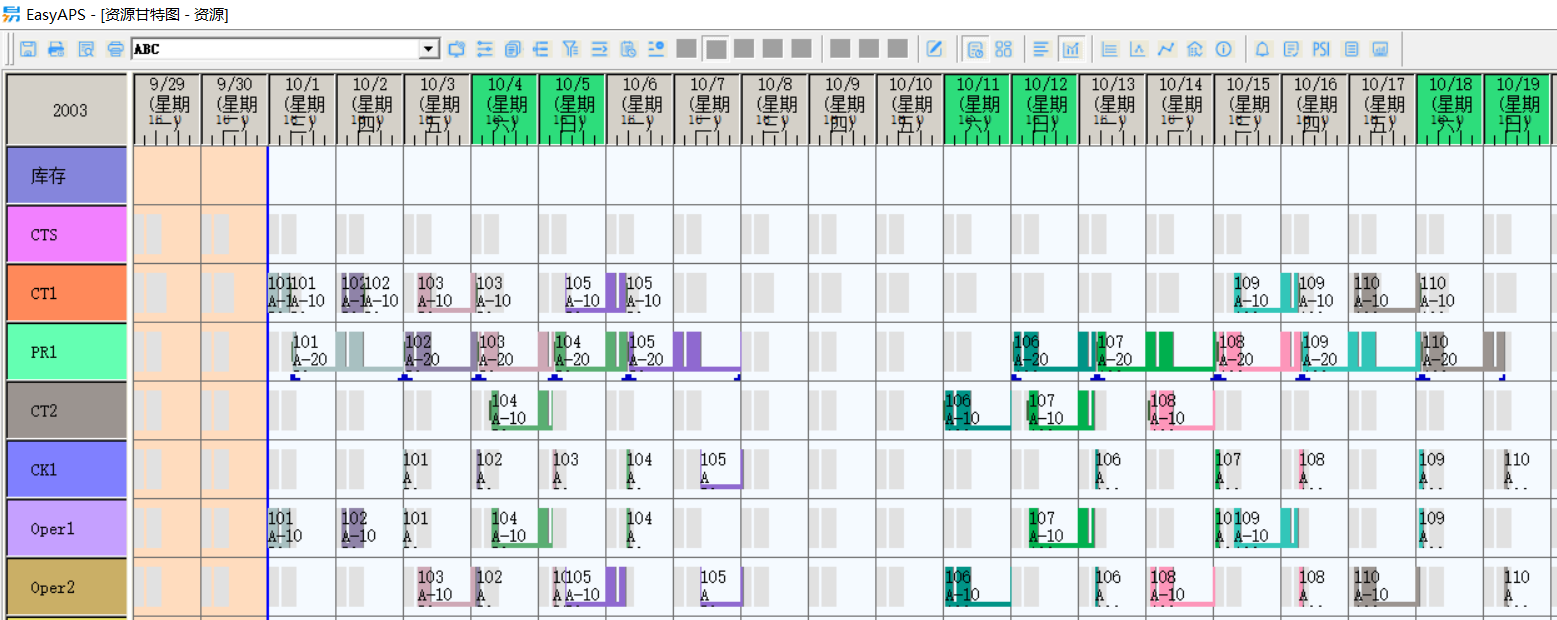 EasyAPS - [资源甘特图 - 资源]
ABC
PSI
2003
9/29 9/30 10/1 10/2 10/3 10/4 10/5 10/6 10/7 10/8 10/9 10/10 10/11 10/12 10/13 10/14 10/15 10/16 10/17 10/18 10/19
(星期 (星期 (星期 (星期 (星期 (星期 (星期 (星期 (星期 (星期 (星期 (星期 (星期 (星期 (星期 (星期 (星期 (星期 (星期 (星期 (星期
一) 二) 三) 四) 五) 六) 日) 一) 二) 三) 四) 五) 六) 日) 一) 二) 三) 四) 五) 六) 日)
库存
CTS
CT1
101 101 102 102 103 103 105 105 109 109 110 110
A-10 A-10 A-10 A-10 A-10 A-10 A-10 A-10 A-10 A-10
PR1
101 102 103 104 105 106 107 108 109 110
A-20 A-20 A-20 A-20 A-20 A-20 A-20 A-20 A-20 A-20
CT2
104 106 107 108
A-10 A-10 A-10 A-10
CK1
101 102 103 104 105 106 107 108 109 110
A A A A A A A A A A
Oper1
101 102 101 104 104 107 109 109
A-10 A-10 A A-10 A A-10 A-10 A
Oper2
103 102 105 105 106 106 108 108 110 110
A-10 A A-10 A A-10 A A-10 A A-10 A